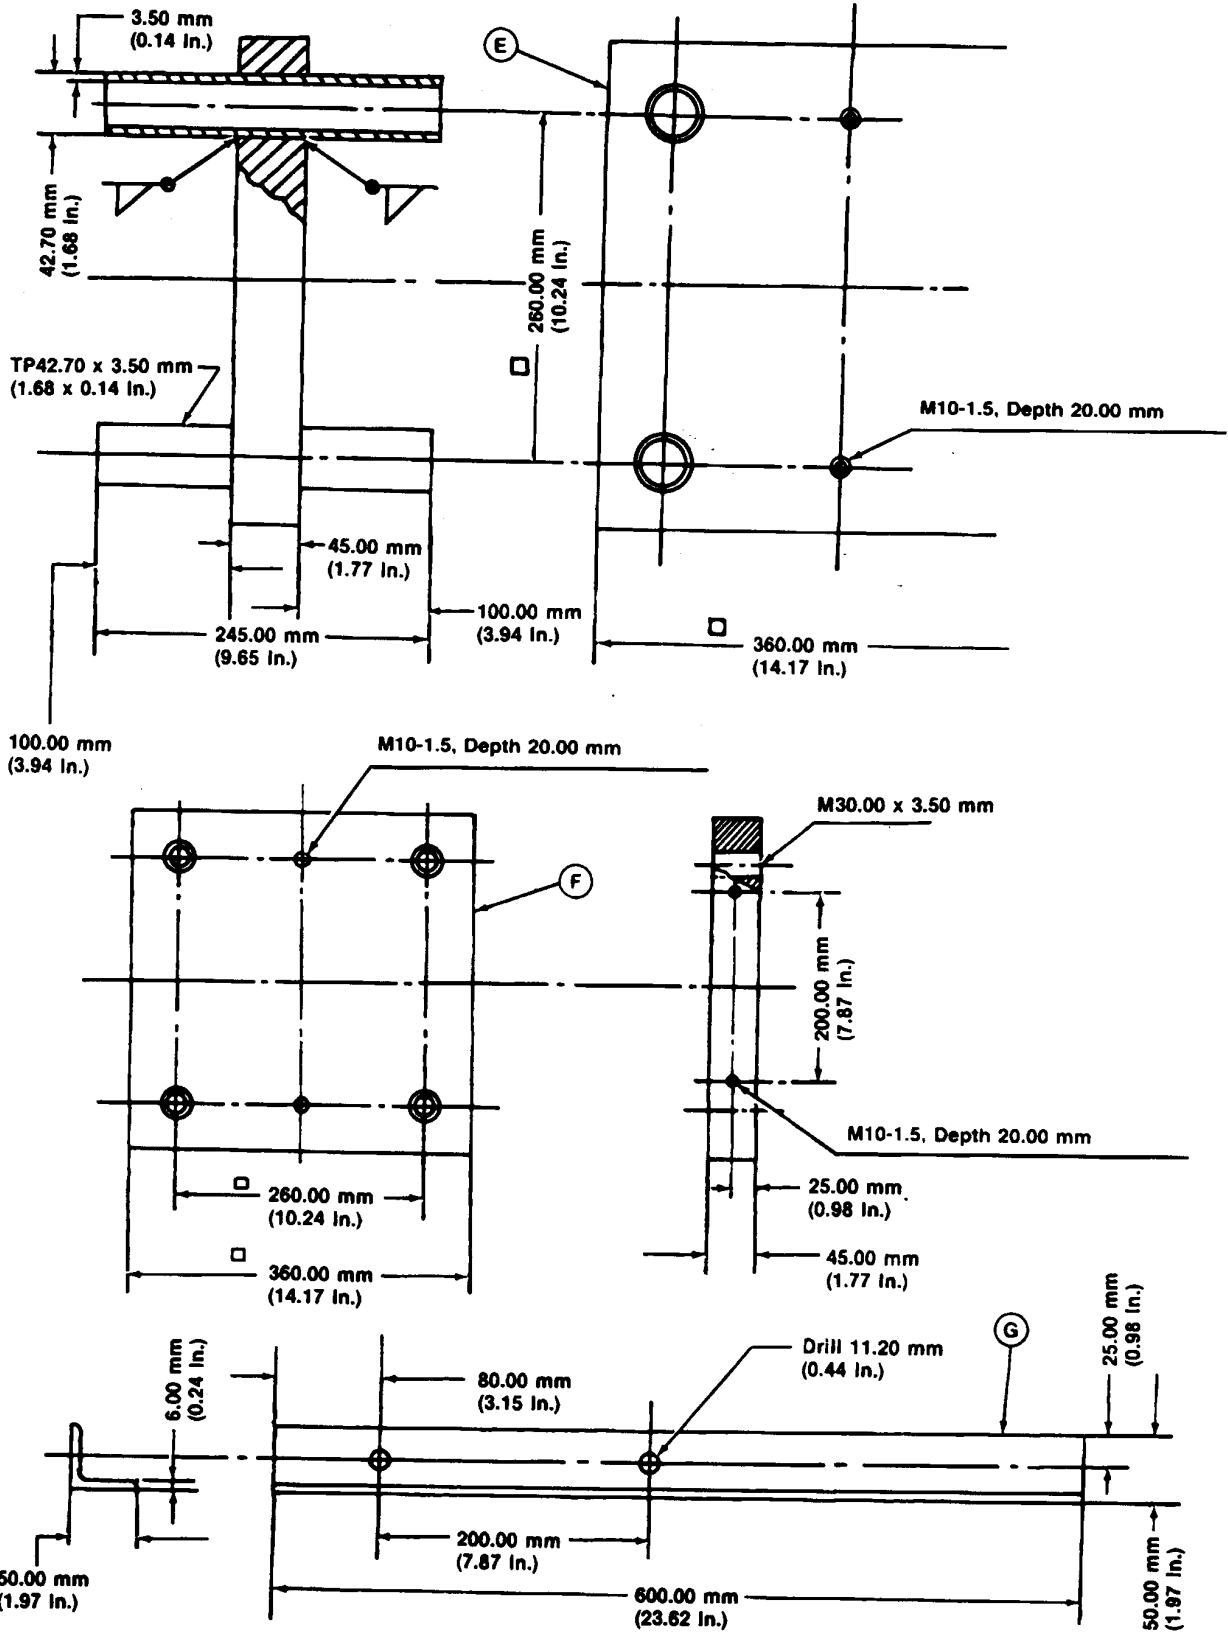 3.50 mm
(0.14 In.)
E
42.70 mm
(1.68 In.)
260.00 mm
(10.24 In.)
TP42.70 x 3.50 mm
(1.68 x 0.14 In.)
M10-1.5, Depth 20.00 mm
45.00 mm
(1.77 In.)
100.00 mm
(3.94 In.)
245.00 mm
(9.65 In.)
360.00 mm
(14.17 In.)
100.00 mm
(3.94 In.)
M10-1.5, Depth 20.00 mm
M30.00 x 3.50 mm
F
200.00 mm
(7.87 In.)
M10-1.5, Depth 20.00 mm
260.00 mm
(10.24 In.)
25.00 mm
(0.98 In.)
360.00 mm
(14.17 In.)
45.00 mm
(1.77 In.)
6.00 mm
(0.24 In.)
80.00 mm
(3.15 In.)
Drill 11.20 mm
(0.44 In.)
G
25.00 mm
(0.98 In.)
200.00 mm
(7.87 In.)
50.00 mm
(1.97 In.)
600.00 mm
(23.62 In.)
50.00 mm
(1.97 In.)